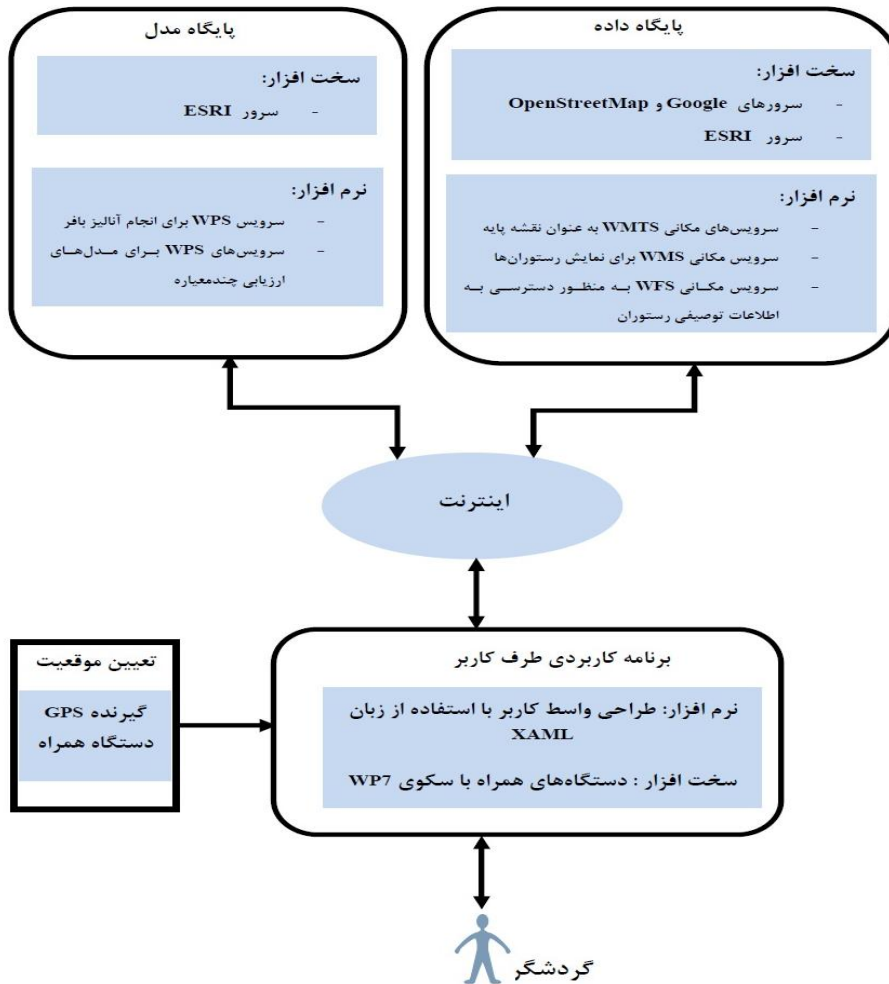 پایگاه داده
سخت افزار:
- سرورهای Google و OpenStreetMap
- سرور ESRI
نرم افزار:
- سرویس‌های مکانی WMTS به عنوان نقشه پایه
- سرویس مکانی WMS برای نمایش رستوران‌ها
- سرویس مکانی WFS به منظور دسترسی به
اطلاعات توصیفی رستوران
پایگاه مدل
سخت افزار:
- سرور ESRI
نرم افزار:
- سرویس WPS برای انجام آنالیز بافر
- سرویس‌های WPS برای مدل‌های
ارزیابی چندمعیاره
اینترنت
برنامه کاربردی طرف کاربر
نرم افزار: طراحی واسط کاربر با استفاده از زبان
XAML
سخت افزار : دستگاه‌های همراه با سکوی WP7
تعیین موقعیت
گیرنده GPS
دستگاه همراه
گردشگر